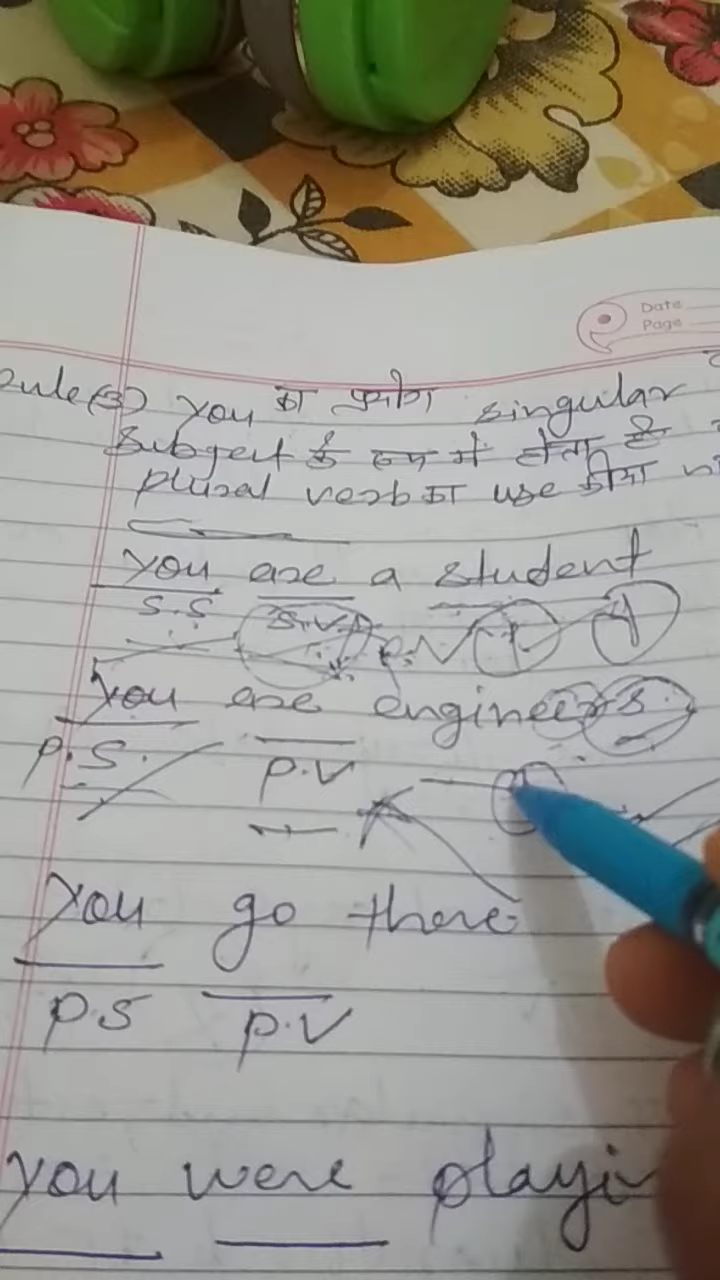 Date
Page
Rule (3) you का प्रयोग singular
Subject के रूप में होता है
plural verb का use किया
you are a student
S.S S.V P.V
you are engineers.
P.S. P.V
you go there
P.S P.V
you were playi